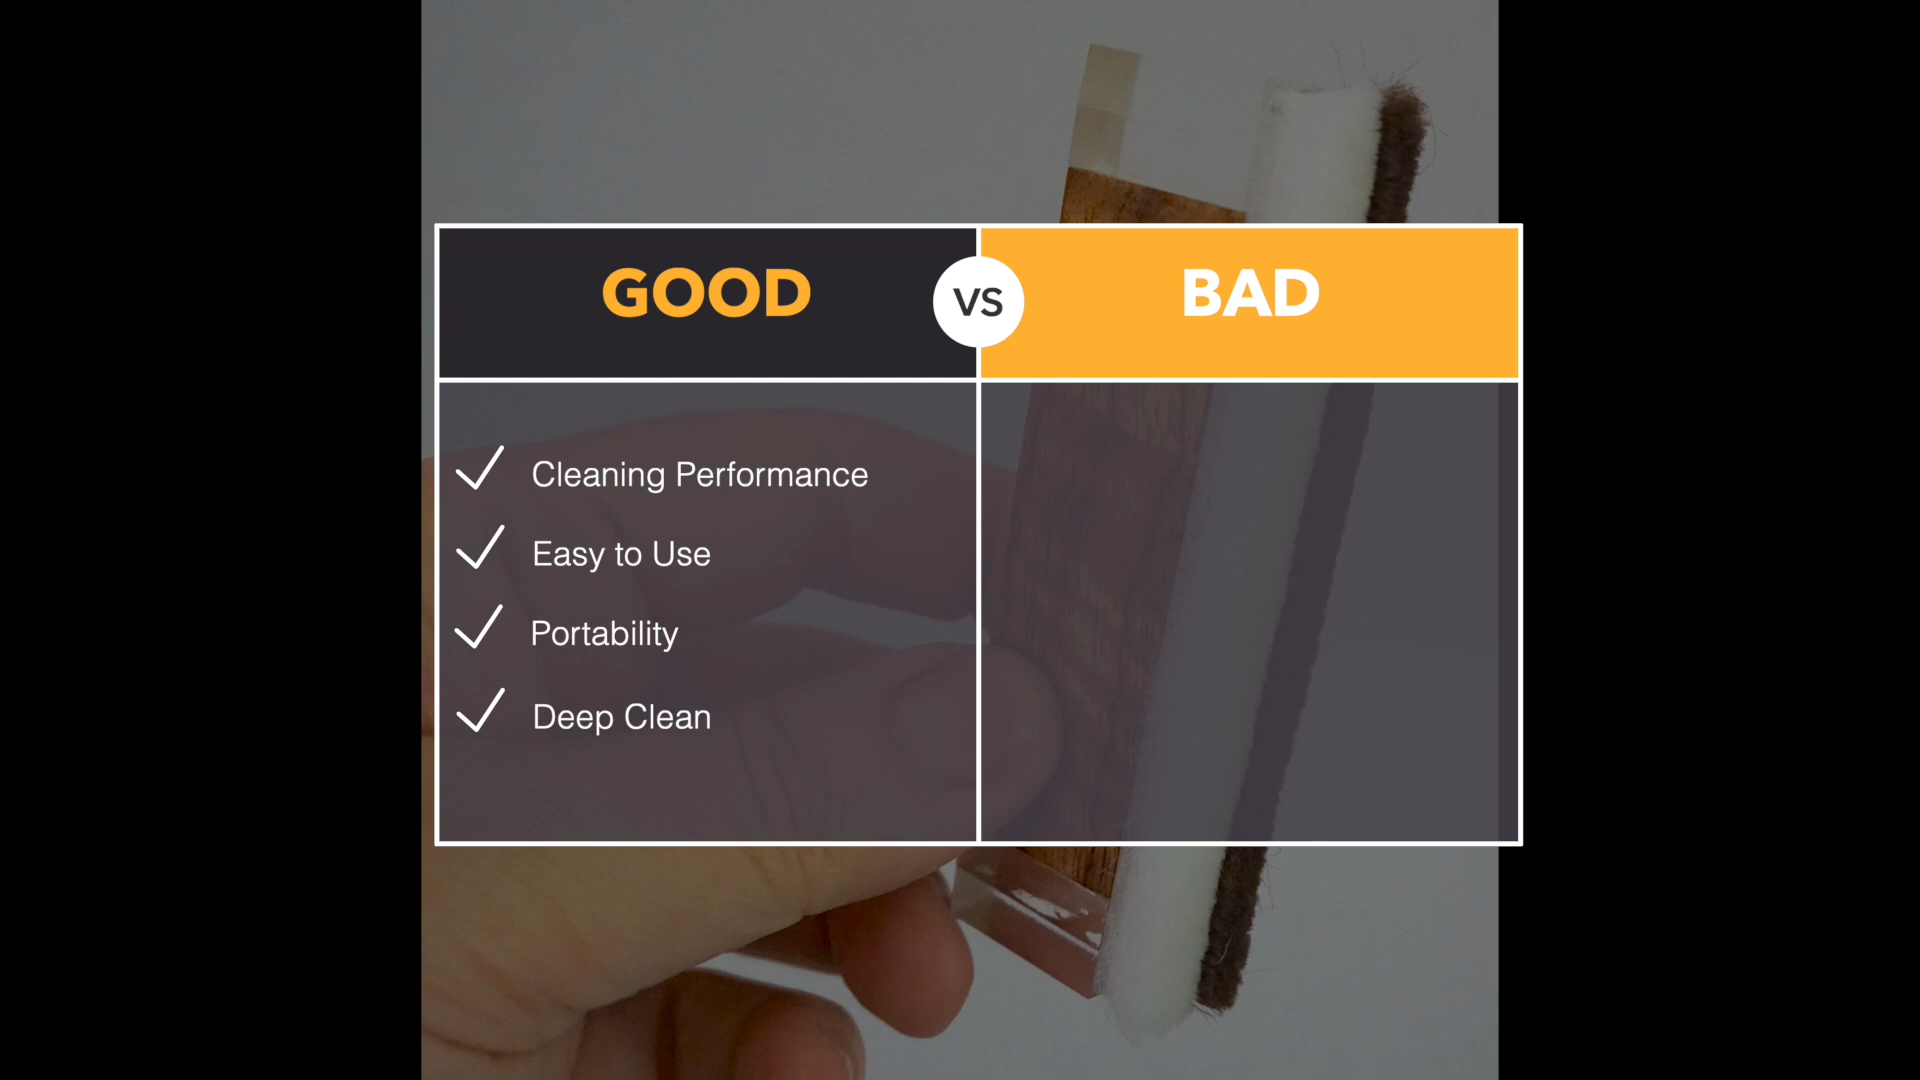 GOOD
VS
BAD
Cleaning Performance
Easy to Use
Portability
Deep Clean